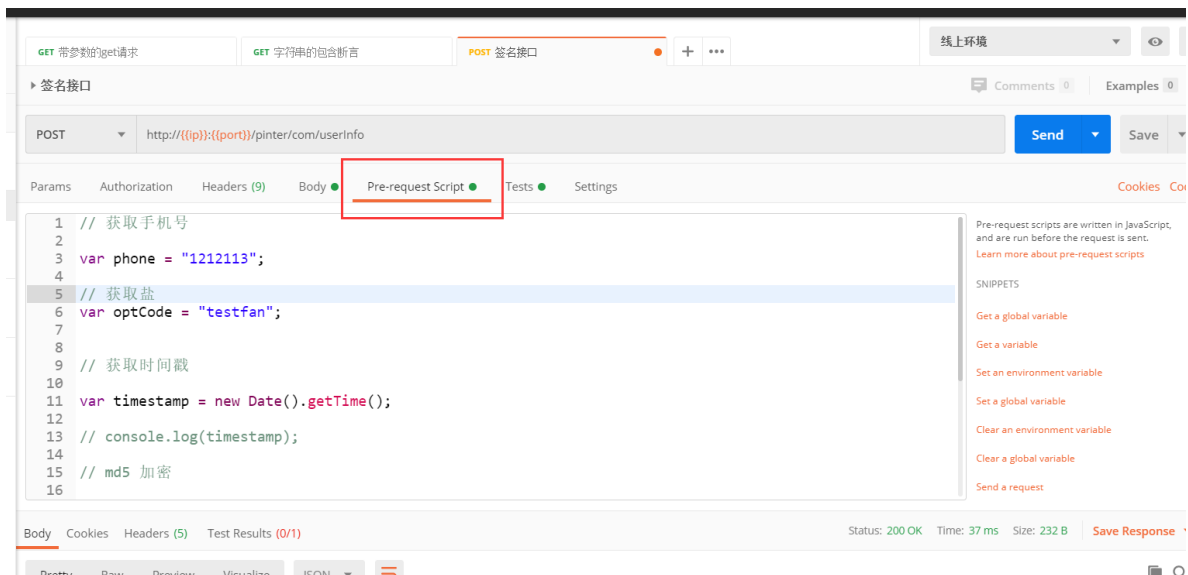 GET 带参数的get请求 GET 字符串的包含断言 POST 签名接口 线上环境
签名接口 Comments 0 Examples 0
POST http://{{ip}}:{{port}}/pinter/com/userInfo Send Save
Params Authorization Headers (9) Body Pre-request Script Tests Settings Cookies
1 // 获取手机号
2
3 var phone = "1212113";
4
5 // 获取盐
6 var optCode = "testfan";
7
8
9 // 获取时间戳
10
11 var timestamp = new Date().getTime();
12
13 // console.log(timestamp);
14
15 // md5 加密
16
Pre-request scripts are written in JavaScript,
and are run before the request is sent.
Learn more about pre-request scripts
SNIPPETS
Get a global variable
Get a variable
Set an environment variable
Set a global variable
Clear an environment variable
Clear a global variable
Send a request
Body Cookies Headers (5) Test Results (0/1) Status: 200 OK Time: 37 ms Size: 232 B Save Response
Pretty Raw Preview Visualize JSON